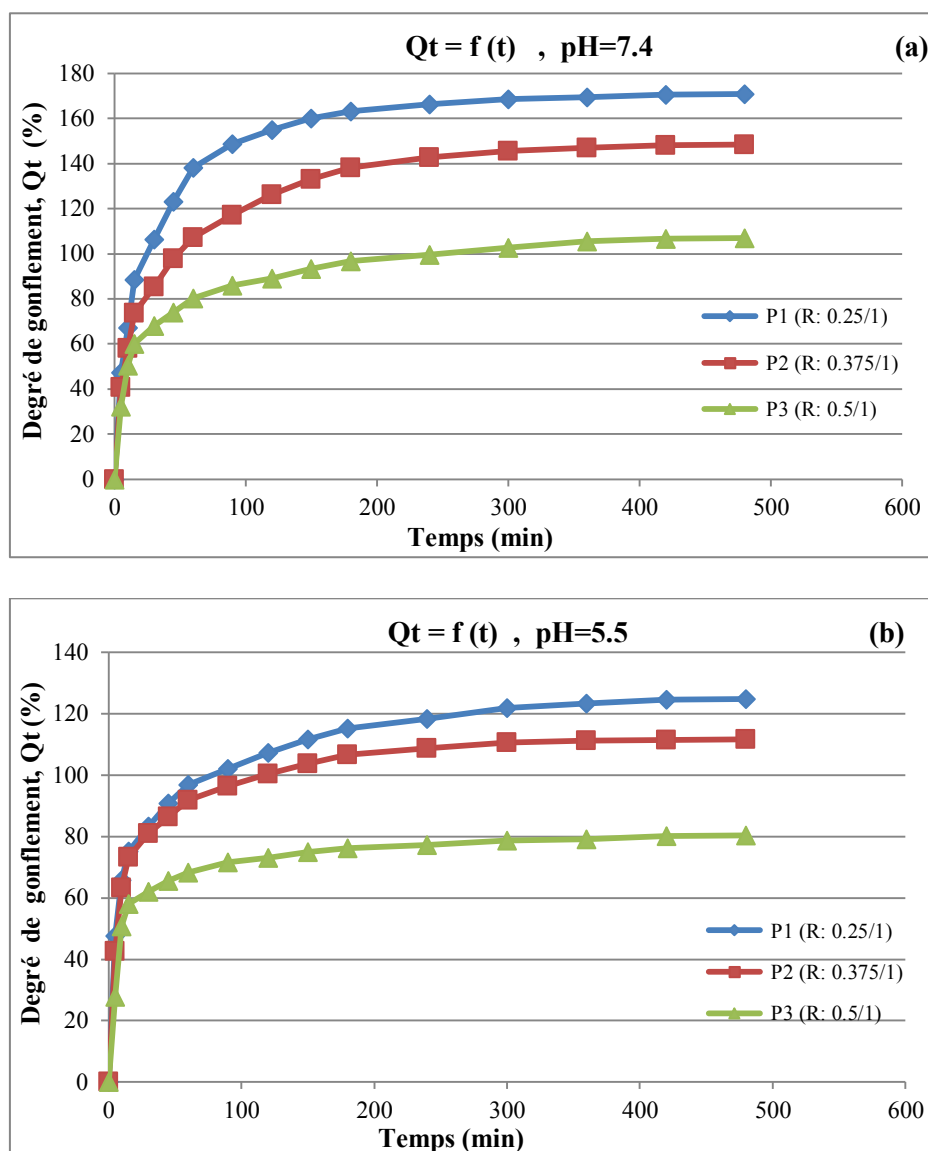 Qt = f (t) , pH=7.4 (a)
Degré de gonflement, Qt (%)
180
160
140
120
100
80
60
40
20
0
P1 (R: 0.25/1)
P2 (R: 0.375/1)
P3 (R: 0.5/1)
0 100 200 300 400 500 600
Temps (min)
Qt = f (t) , pH=5.5 (b)
Degré de gonflement, Qt (%)
140
120
100
80
60
40
20
0
P1 (R: 0.25/1)
P2 (R: 0.375/1)
P3 (R: 0.5/1)
0 100 200 300 400 500 600
Temps (min)